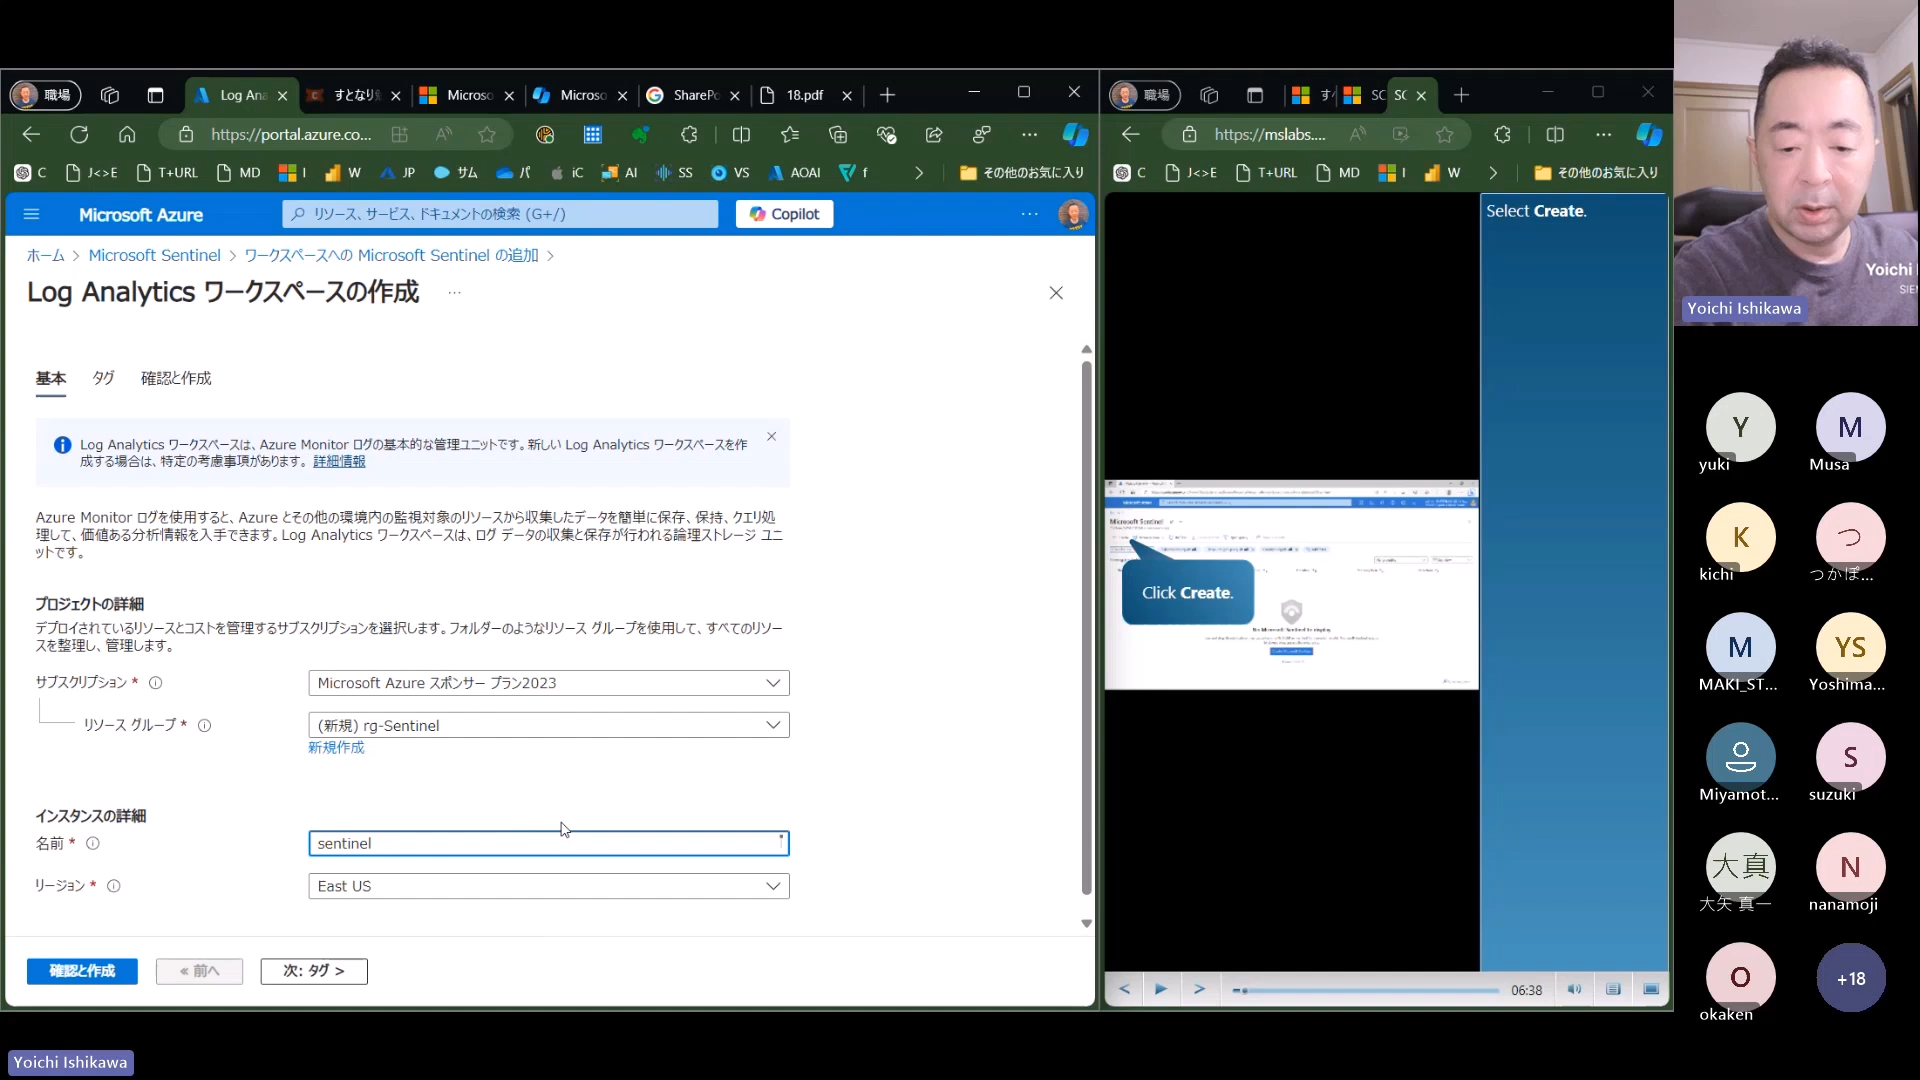 職場
Log Ana
すとなり
Microso
Microso
SharePo
18.pdf
https://portal.azure.co...
C
J<>E
T+URL
MD
I
W
JP
サム
パ
iC
AI
SS
VS
AOAI
f
その他のお気に入り
Microsoft Azure
リソース、サービス、ドキュメントの検索 (G+/)
Copilot
ホーム > Microsoft Sentinel > ワークスペースへの Microsoft Sentinel の追加 >
Log Analytics ワークスペースの作成 ...
基本 タグ 確認と作成
Log Analytics ワークスペースは、Azure Monitor ログの基本的な管理ユニットです。新しい Log Analytics ワークスペースを作
成する場合は、特定の考慮事項があります。 詳細情報
Azure Monitor ログを使用すると、Azure とその他の環境内の監視対象のリソースから収集したデータを簡単に保存、保持、クエリ処
理して、価値ある分析情報を入手できます。Log Analytics ワークスペースは、ログ データの収集と保存が行われる論理ストレージ ユニ
ットです。
プロジェクトの詳細
デプロイされているリソースとコストを管理するサブスクリプションを選択します。フォルダーのようなリソース グループを使用して、すべてのリソー
スを整理し、管理します。
サブスクリプション *
Microsoft Azure スポンサー プラン2023
リソース グループ *
(新規) rg-Sentinel
新規作成
インスタンスの詳細
名前 *
sentinel
リージョン *
East US
確認と作成
« 前へ
次: タグ >
職場
SC
SC
https://mslabs....
C
J<>E
T+URL
MD
I
W
その他のお気に入り
Select Create.
Microsoft Sentinel
Click Create.
06:38
Yoichi
SIE
Yoichi Ishikawa
Y
yuki
M
Musa
K
kichi
つ
つかぽ...
M
MAKI_ST...
YS
Yoshima...
Miyamot...
S
suzuki
大真
大矢 真一
N
nanamoji
O
okaken
+18
Yoichi Ishikawa